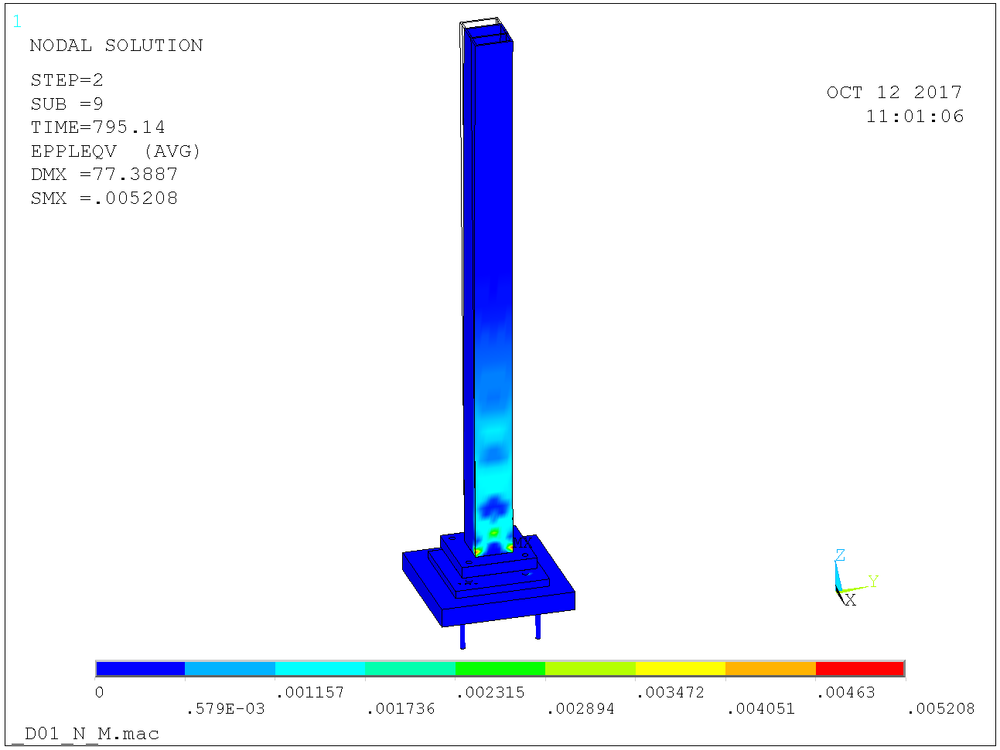 1
NODAL SOLUTION
STEP=2
SUB =9
TIME=795.14
EPPLEQV (AVG)
DMX =77.3887
SMX =.005208
OCT 12 2017
11:01:06
Z
Y
X
0
.579E-03
.001157
.001736
.002315
.002894
.003472
.004051
.00463
.005208
_D01_N_M.mac